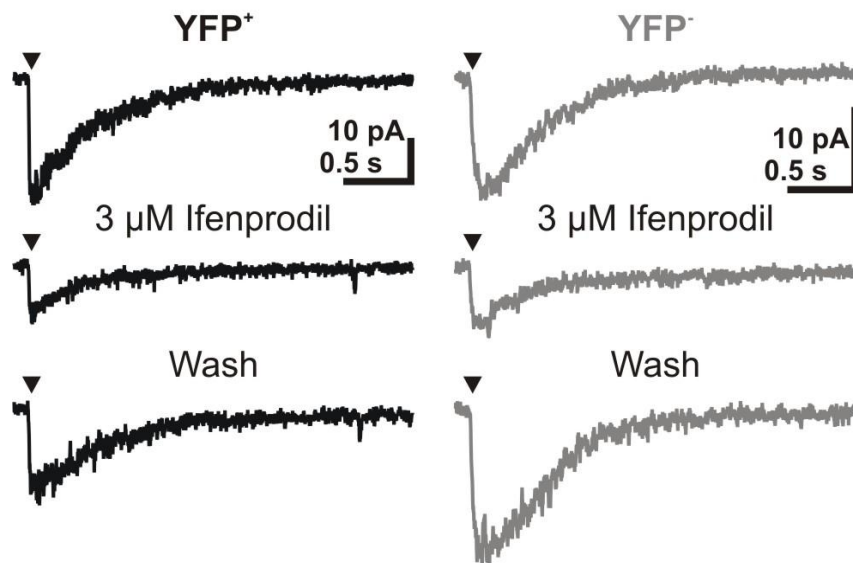 YFP⁺
YFP⁻
10 pA
0.5 s
10 pA
0.5 s
3 µM Ifenprodil
3 µM Ifenprodil
Wash
Wash